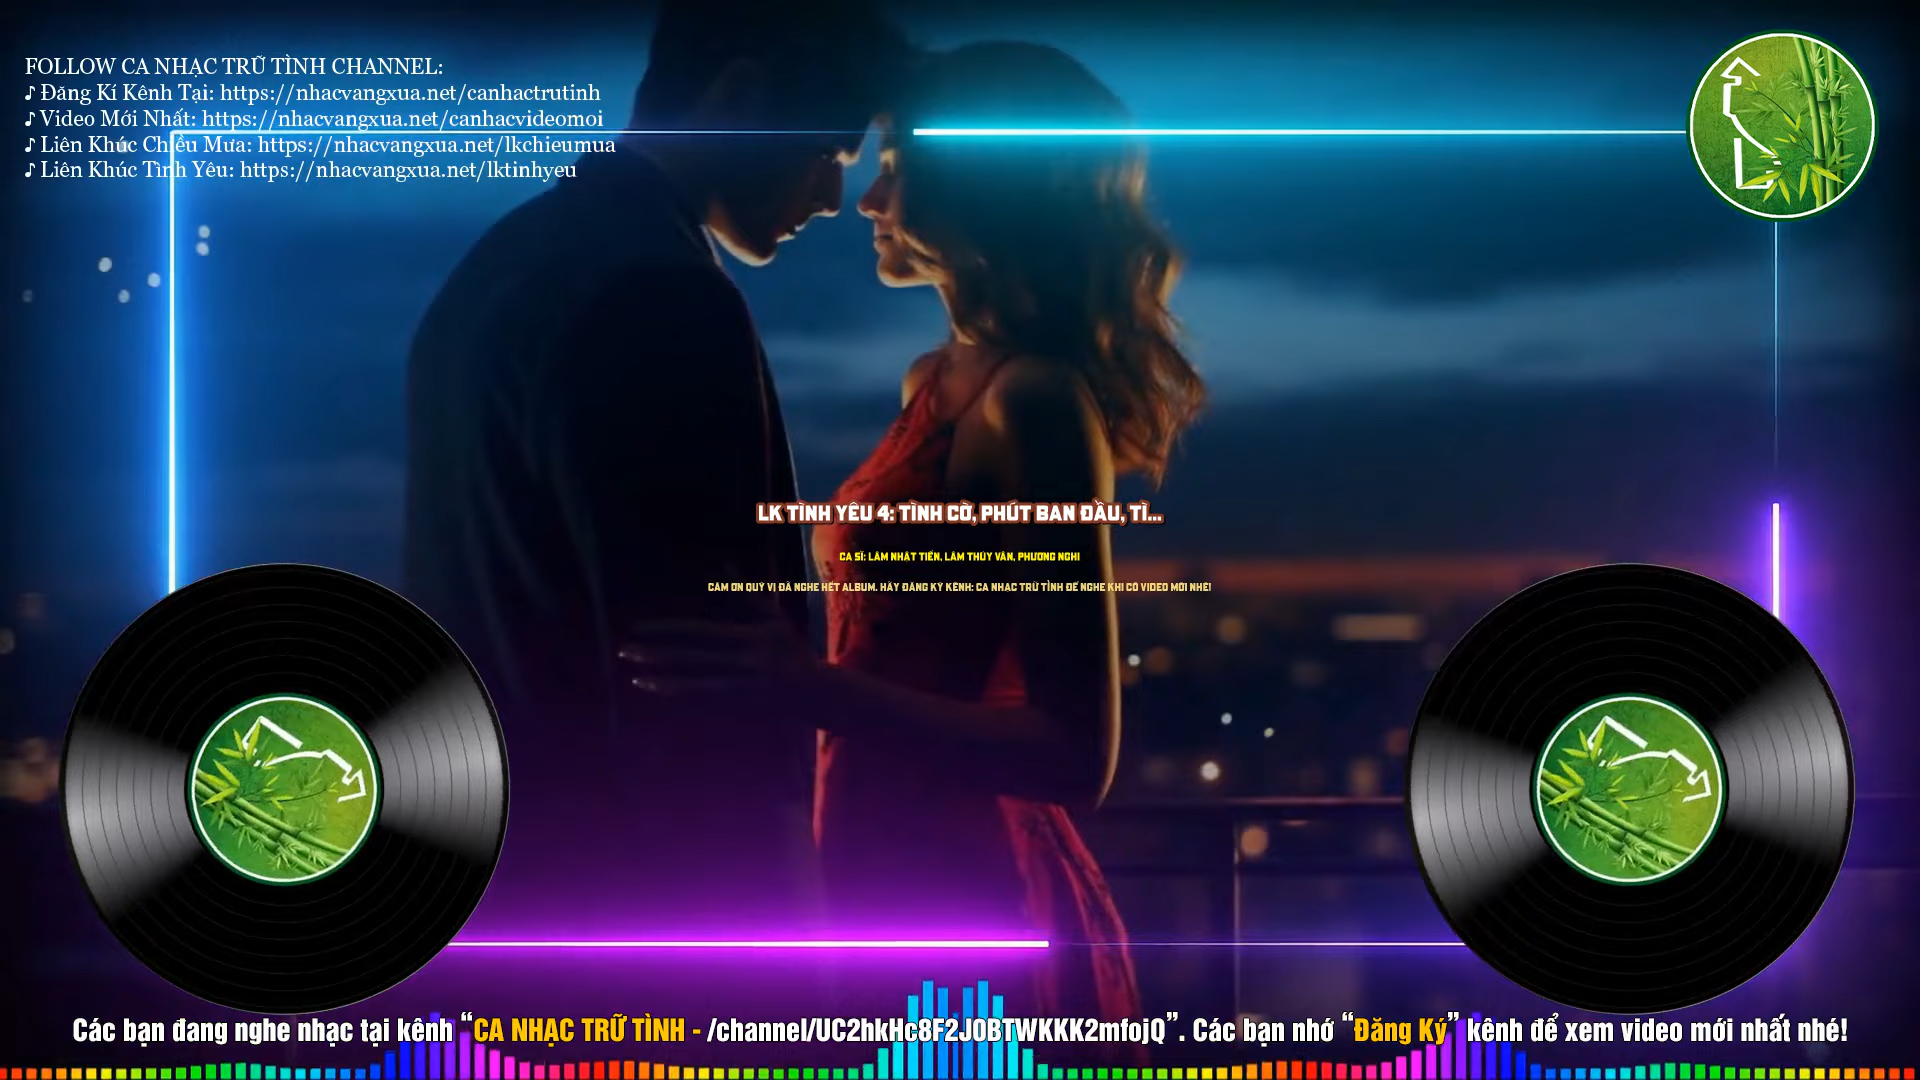 FOLLOW CA NHẠC TRỮ TÌNH CHANNEL:
♪ Đăng Kí Kênh Tại: https://nhacvangxua.net/canhactrutinh
♪ Video Mới Nhất: https://nhacvangxua.net/canhacvideomoi
♪ Liên Khúc Chiều Mưa: https://nhacvangxua.net/lkchieumua
♪ Liên Khúc Tình Yêu: https://nhacvangxua.net/lktinhyeu
LK TÌNH YÊU 4: TÌNH CỜ, PHÚT BAN ĐẦU, TÌ...
CA SĨ: LÂM NHẬT TIẾN, LÂM THÚY VÂN, PHƯƠNG NGHI
CÁM ƠN QUÝ VỊ ĐÃ NGHE HẾT ALBUM. HÃY ĐĂNG KÝ KÊNH: CA NHẠC TRỮ TÌNH ĐỂ NGHE KHI CÓ VIDEO MỚI NHÉ!
Các bạn đang nghe nhạc tại kênh “CA NHẠC TRỮ TÌNH - /channel/UC2hkHc8F2J0BTWKKK2mfojQ”. Các bạn nhớ “Đăng Ký” kênh để xem video mới nhất nhé!